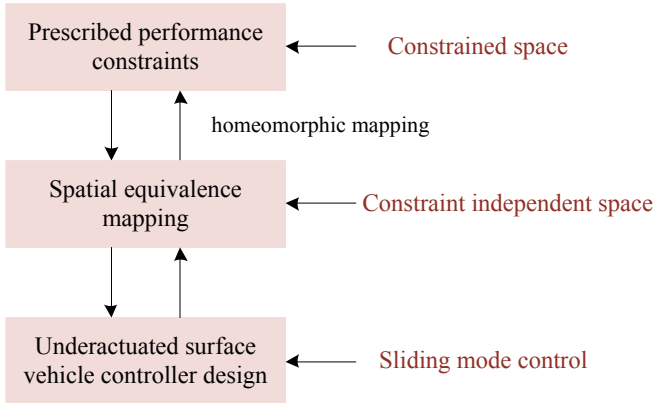 Prescribed performance
constraints
Constrained space
homeomorphic mapping
Spatial equivalence
mapping
Constraint independent space
Underactuated surface
vehicle controller design
Sliding mode control